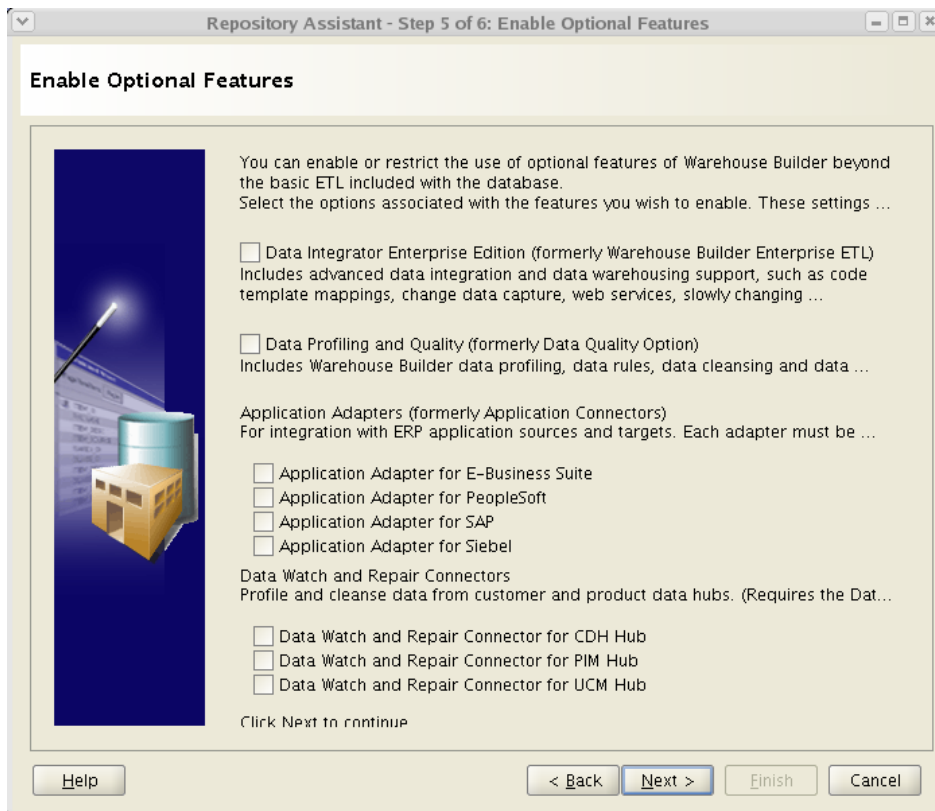 Repository Assistant - Step 5 of 6: Enable Optional Features
Enable Optional Features
You can enable or restrict the use of optional features of Warehouse Builder beyond
the basic ETL included with the database.
Select the options associated with the features you wish to enable. These settings ...
Data Integrator Enterprise Edition (formerly Warehouse Builder Enterprise ETL)
Includes advanced data integration and data warehousing support, such as code
template mappings, change data capture, web services, slowly changing ...
Data Profiling and Quality (formerly Data Quality Option)
Includes Warehouse Builder data profiling, data rules, data cleansing and data ...
Application Adapters (formerly Application Connectors)
For integration with ERP application sources and targets. Each adapter must be ...
Application Adapter for E-Business Suite
Application Adapter for PeopleSoft
Application Adapter for SAP
Application Adapter for Siebel
Data Watch and Repair Connectors
Profile and cleanse data from customer and product data hubs. (Requires the Dat...
Data Watch and Repair Connector for CDH Hub
Data Watch and Repair Connector for PIM Hub
Data Watch and Repair Connector for UCM Hub
Click Next to continue
Help
< Back
Next >
Finish
Cancel